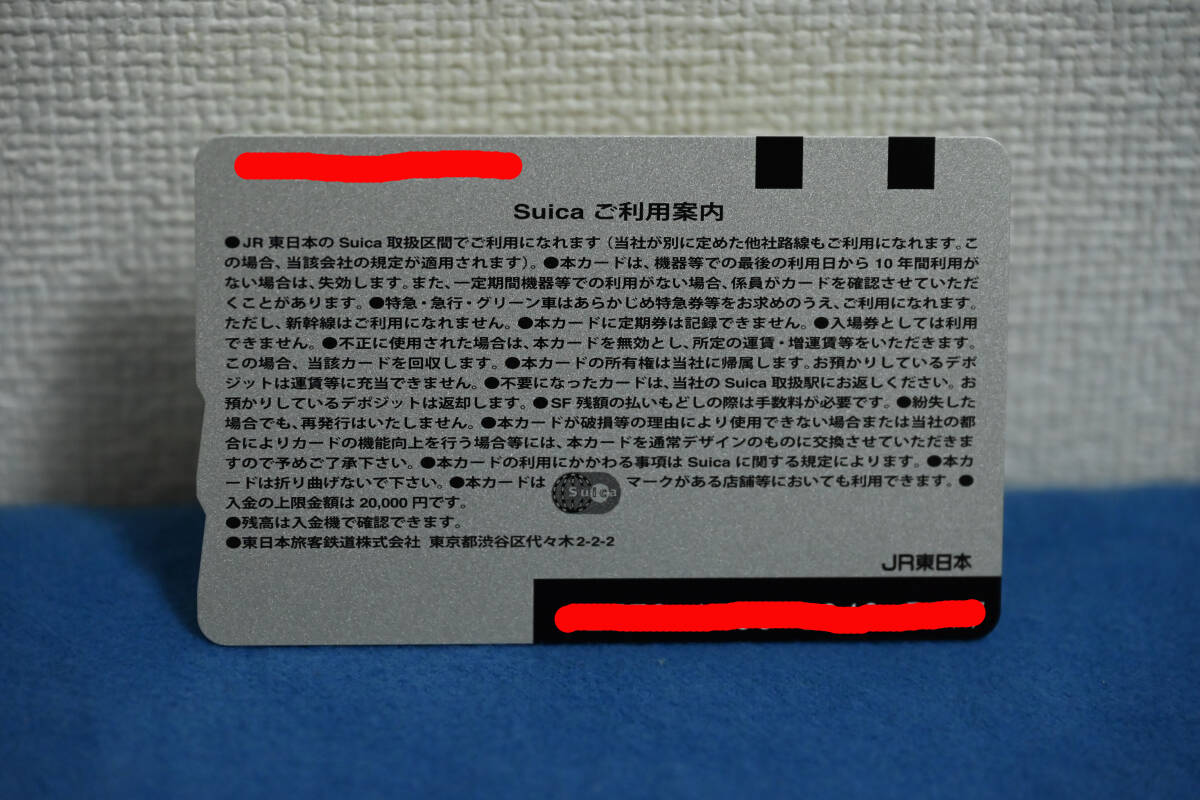 Suica ご利用案内
●JR 東日本の Suica 取扱区間でご利用になれます（当社が別に定めた他社路線もご利用になれます。こ
の場合、当該会社の規定が適用されます）。●本カードは、機器等での最後の利用日から 10 年間利用が
ない場合は、失効します。また、一定期間機器等での利用がない場合、係員がカードを確認させていただ
くことがあります。●特急・急行・グリーン車はあらかじめ特急券等をお求めのうえ、ご利用になれます。
ただし、新幹線はご利用になれません。●本カードに定期券は記録できません。●入場券としては利用
できません。●不正に使用された場合は、本カードを無効とし、所定の運賃・増運賃等をいただきます。
この場合、当該カードを回収します。●本カードの所有権は当社に帰属します。お預かりしているデポ
ジットは運賃等に充当できません。●不要になったカードは、当社の Suica 取扱駅にお返しください。お
預かりしているデポジットは返却します。●SF 残額の払いもどしの際は手数料が必要です。●紛失した
場合でも、再発行はいたしません。●本カードが破損等の理由により使用できない場合または当社の都
合によりカードの機能向上を行う場合等には、本カードを通常デザインのものに交換させていただきま
すので予めご了承下さい。●本カードの利用にかかわる事項は Suica に関する規定によります。●本カ
ードは折り曲げないで下さい。●本カードは Suica マークがある店舗等においても利用できます。●
入金の上限金額は 20,000 円です。
●残高は入金機で確認できます。
●東日本旅客鉄道株式会社 東京都渋谷区代々木2-2-2
JR東日本